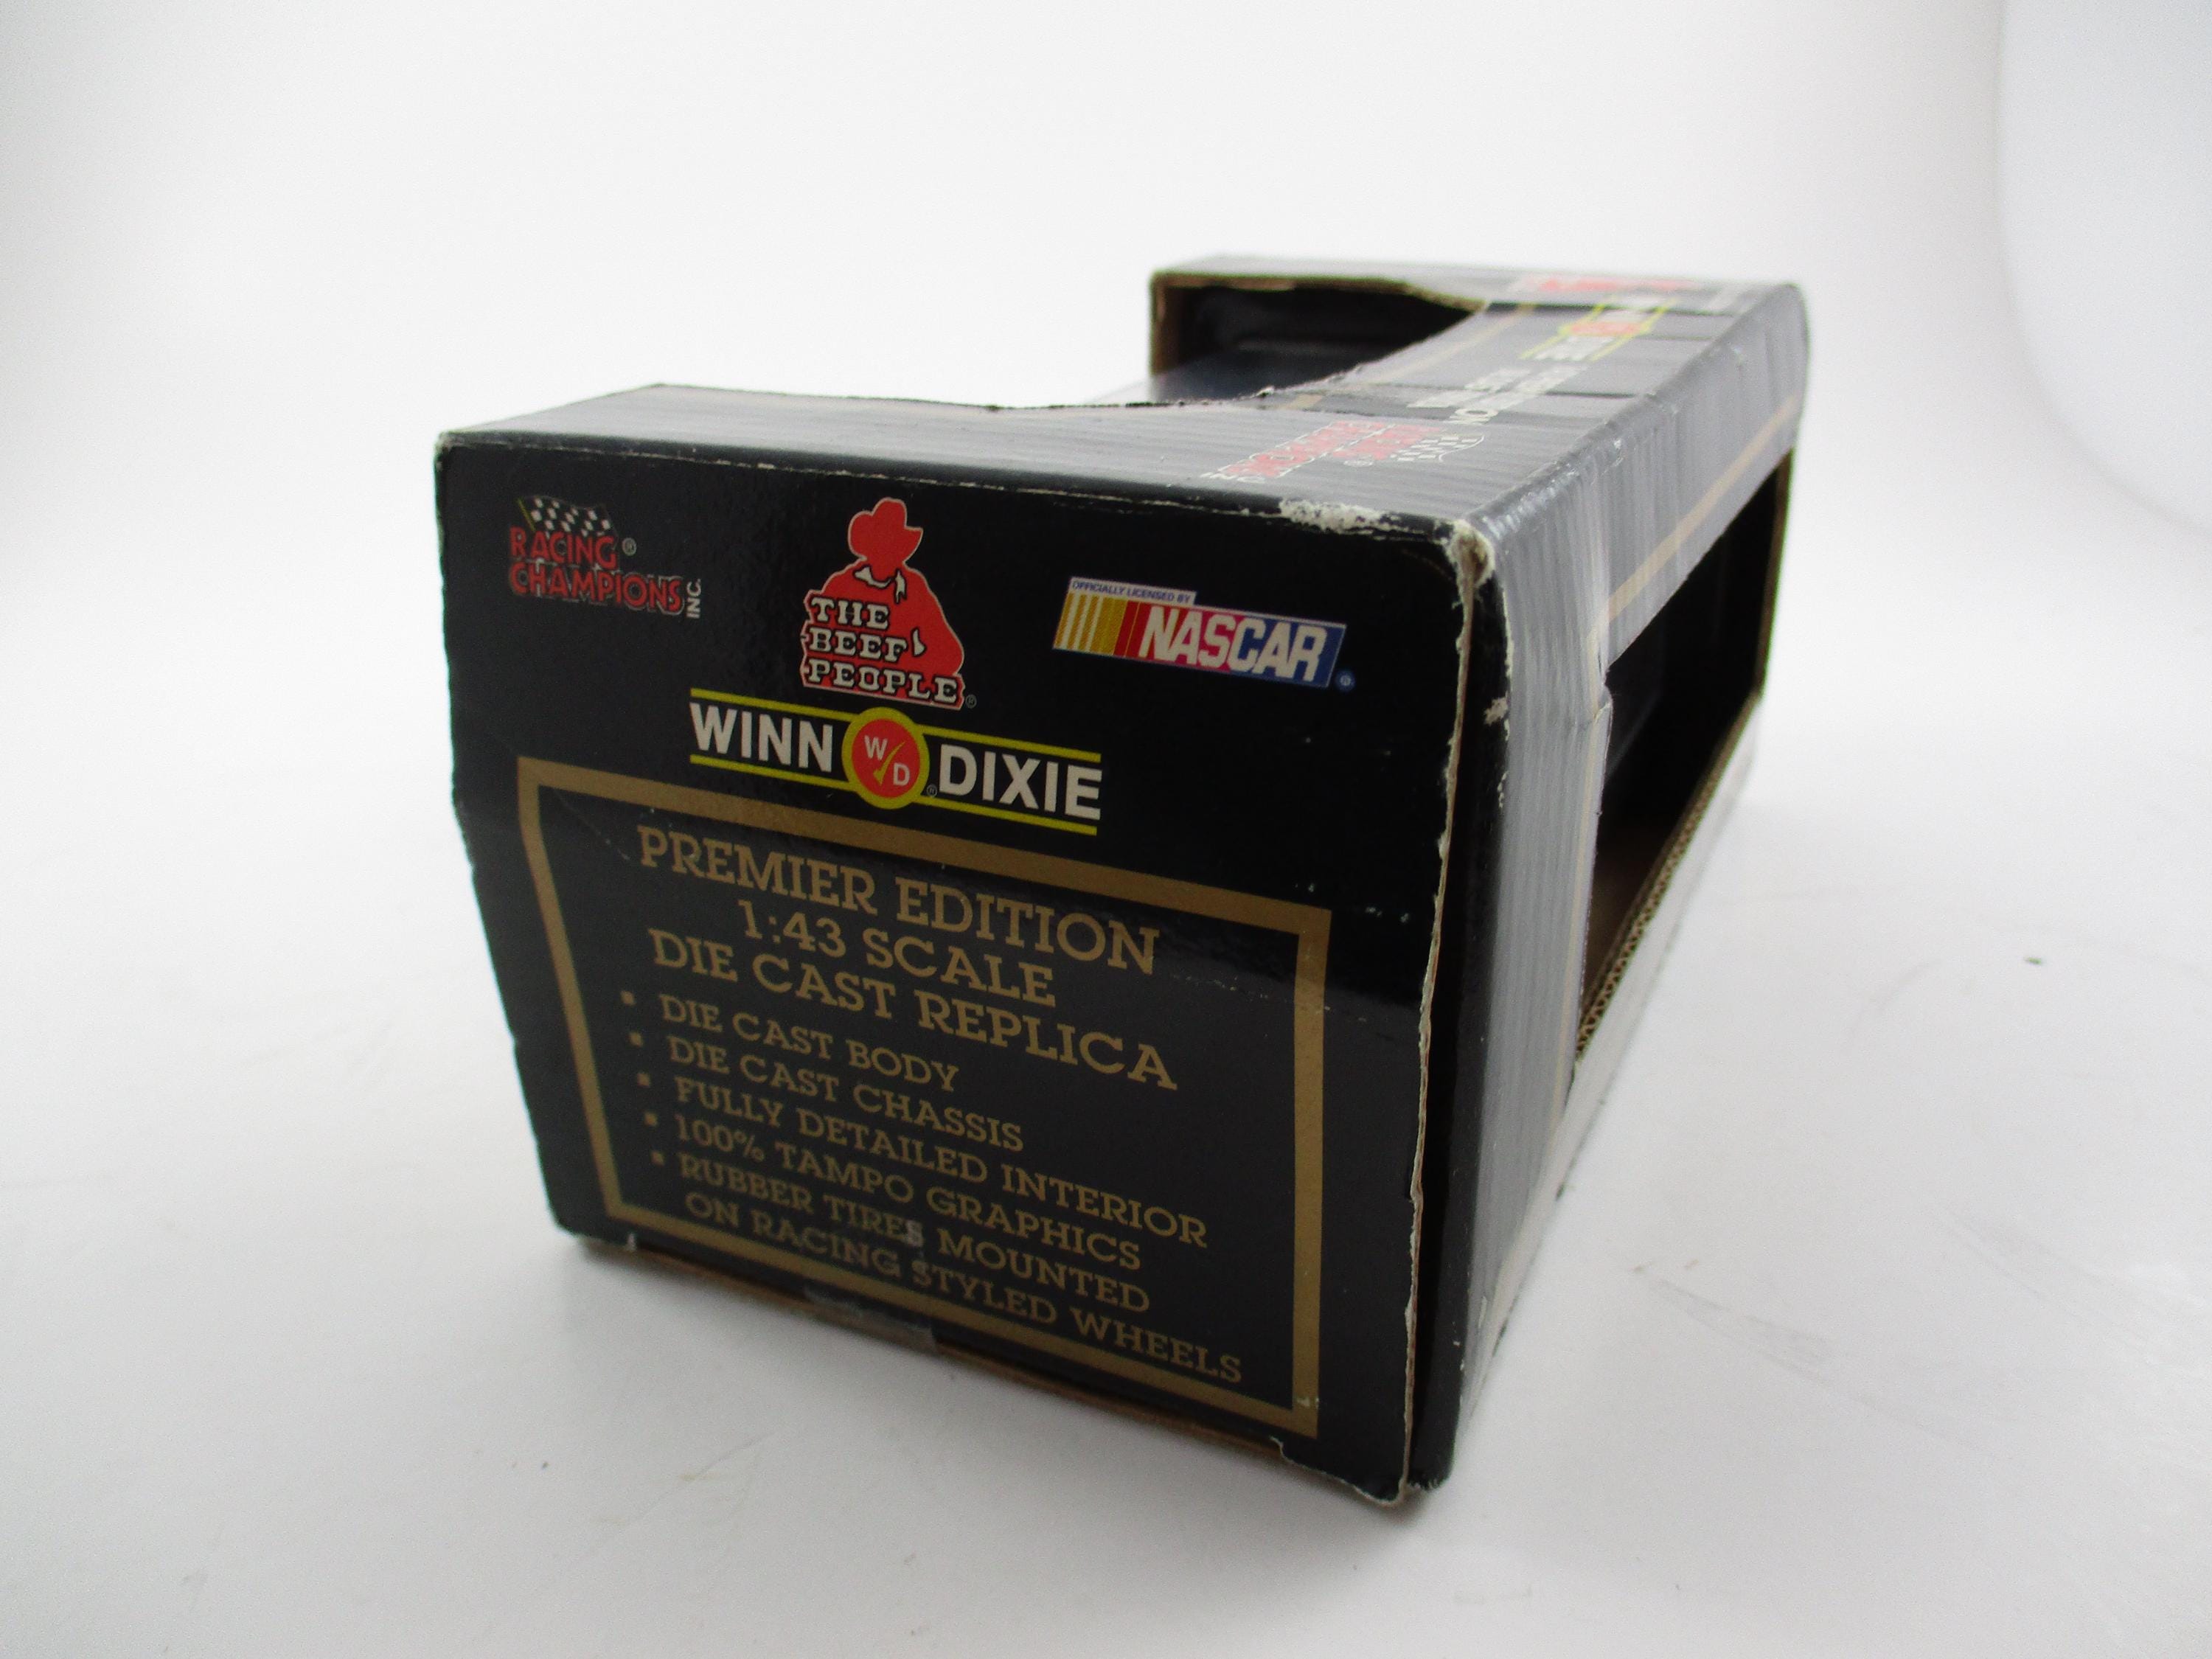 RACING ®
CHAMPIONS INC.
THE
BEEF
PEOPLE ®
OFFICIALLY LICENSED BY
NASCAR ®
WINN W D ® DIXIE
PREMIER EDITION
1:43 SCALE
DIE CAST REPLICA
▪ DIE CAST BODY
▪ DIE CAST CHASSIS
▪ FULLY DETAILED INTERIOR
▪ 100% TAMPO GRAPHICS
▪ RUBBER TIRES MOUNTED
ON RACING STYLED WHEELS